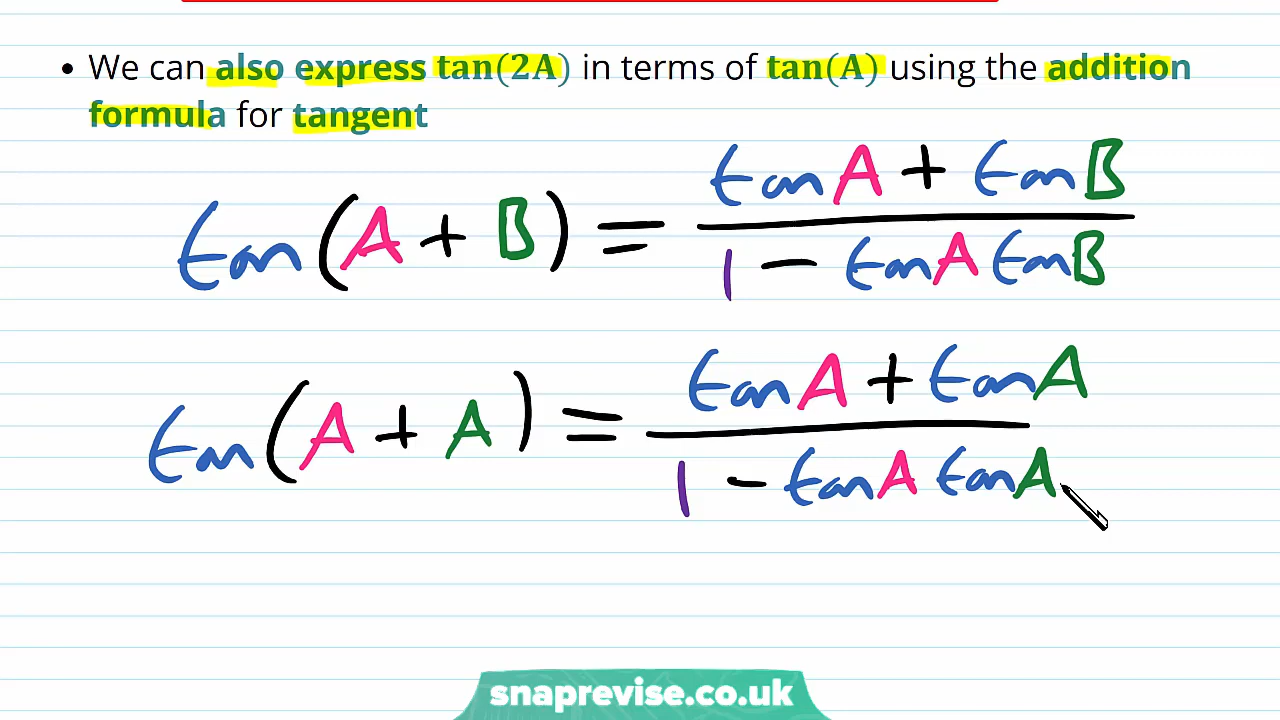 • We can also express tan(2A) in terms of tan(A) using the addition
formula for tangent
tan(A + B) = (tanA + tanB) / (1 - tanA tanB)
tan(A + A) = (tanA + tanA) / (1 - tanA tanA)
snaprevise.co.uk